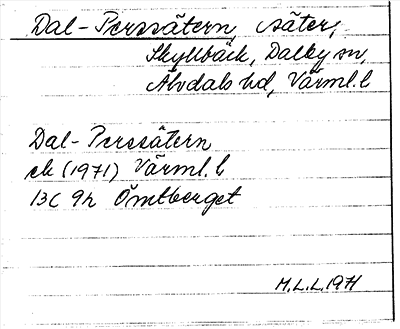 Dal-Perssätern, säter,
Skyllbäck, Dalby sn,
Älvdals hd, Värml. l
Dal-Perssätern
ek (1971) Värml. l
13C 9h Ömtberget
M.L.L. 1971